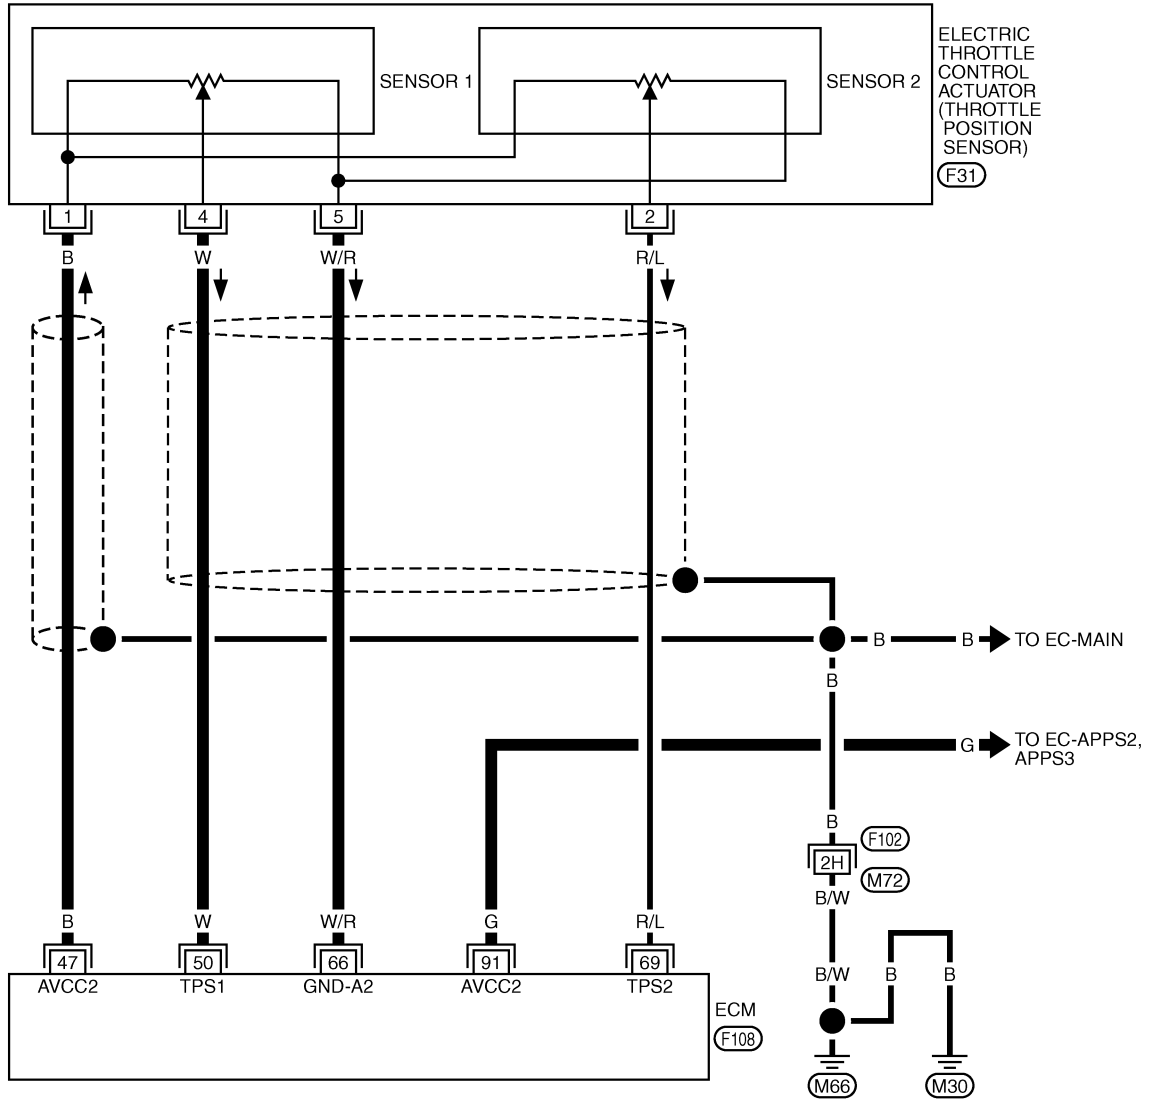 ELECTRIC
THROTTLE
CONTROL
ACTUATOR
(THROTTLE
POSITION
SENSOR)
F31
SENSOR 1
SENSOR 2
1
4
5
2
B
W
W/R
R/L
B
B
TO EC-MAIN
B
G
TO EC-APPS2,
APPS3
B
F102
2H
M72
B/W
B
W
W/R
G
R/L
47
50
66
91
69
AVCC2
TPS1
GND-A2
AVCC2
TPS2
ECM
F108
B/W
B
B
M66
M30